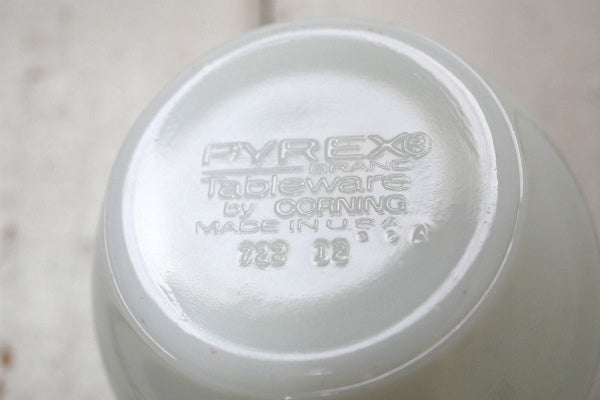 PYREX®
BRAND
Tableware
by CORNING
MADE IN U.S.A
722 12